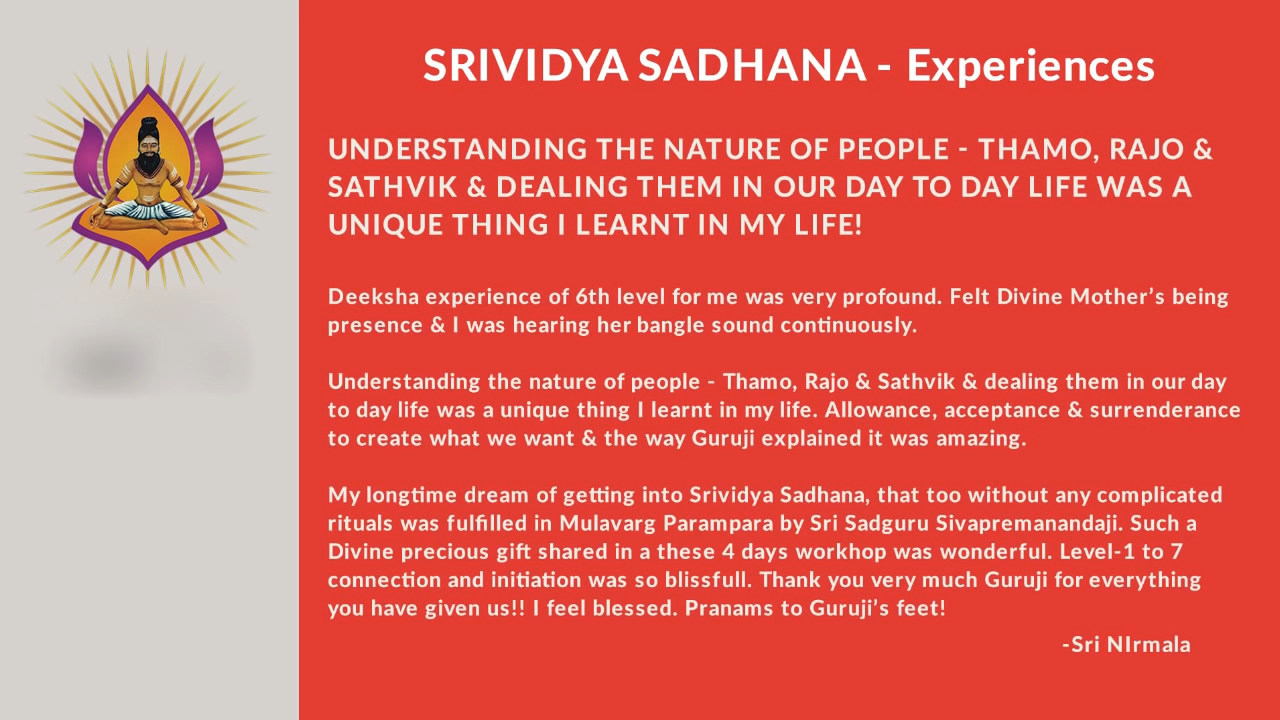 SRIVIDYA SADHANA - Experiences
UNDERSTANDING THE NATURE OF PEOPLE - THAMO, RAJO &
SATHVIK & DEALING THEM IN OUR DAY TO DAY LIFE WAS A
UNIQUE THING I LEARNT IN MY LIFE!
Deeksha experience of 6th level for me was very profound. Felt Divine Mother’s being
presence & I was hearing her bangle sound continuously.
Understanding the nature of people - Thamo, Rajo & Sathvik & dealing them in our day
to day life was a unique thing I learnt in my life. Allowance, acceptance & surrenderance
to create what we want & the way Guruji explained it was amazing.
My longtime dream of getting into Srividya Sadhana, that too without any complicated
rituals was fulfilled in Mulavarg Parampara by Sri Sadguru Sivapremanandaji. Such a
Divine precious gift shared in a these 4 days workhop was wonderful. Level-1 to 7
connection and initiation was so blissfull. Thank you very much Guruji for everything
you have given us!! I feel blessed. Pranams to Guruji’s feet!
-Sri NIrmala